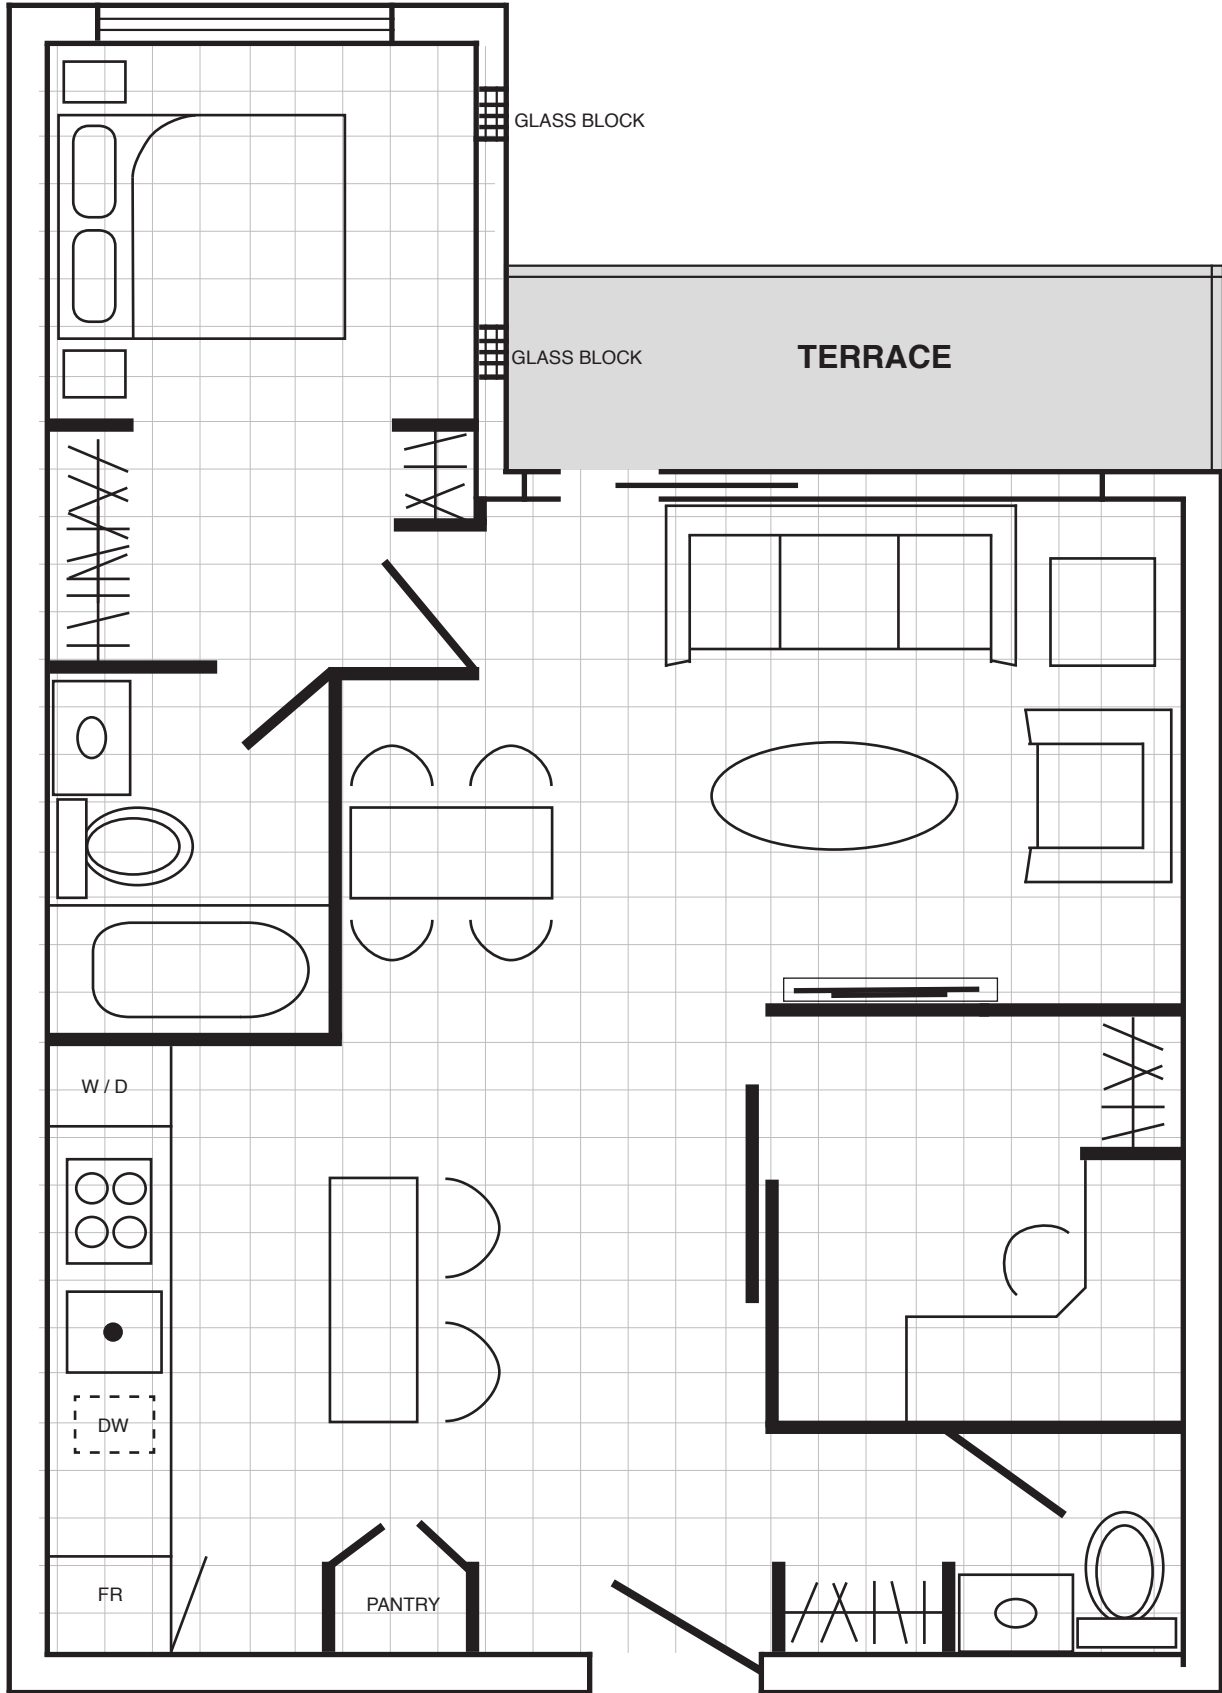 GLASS BLOCK
GLASS BLOCK
TERRACE
W / D
DW
FR
PANTRY